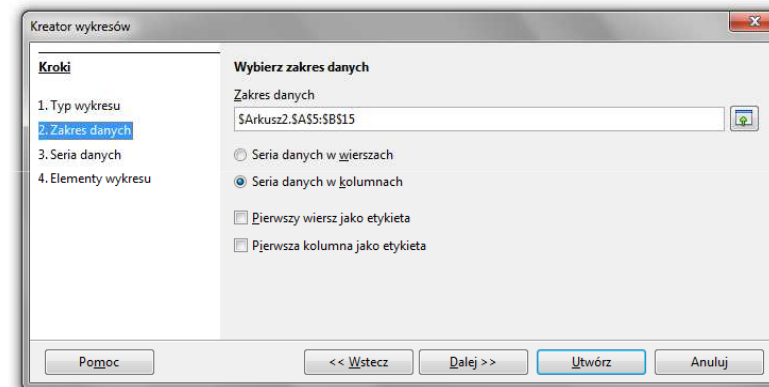 Kreator wykresów
Kroki
1. Typ wykresu
2. Zakres danych
3. Seria danych
4. Elementy wykresu
Wybierz zakres danych
Zakres danych
$Arkusz2.$A$5:$B$15
Seria danych w wierszach
Seria danych w kolumnach
Pierwszy wiersz jako etykieta
Pierwsza kolumna jako etykieta
Pomoc
<< Wstecz
Dalej >>
Utwórz
Anuluj